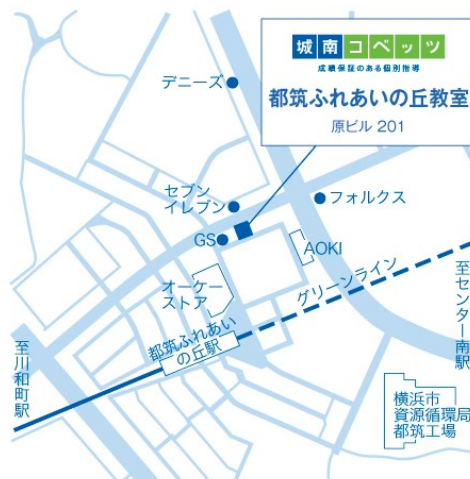 城南コベッツ
成績保証のある個別指導
都筑ふれあいの丘教室
原ビル 201
デニーズ
セブン
イレブン
フォルクス
GS
AOKI
オーケー
ストア
グリーンライン
至センター南駅
都筑ふれあい
の丘駅
至川和町駅
横浜市
資源循環局
都筑工場